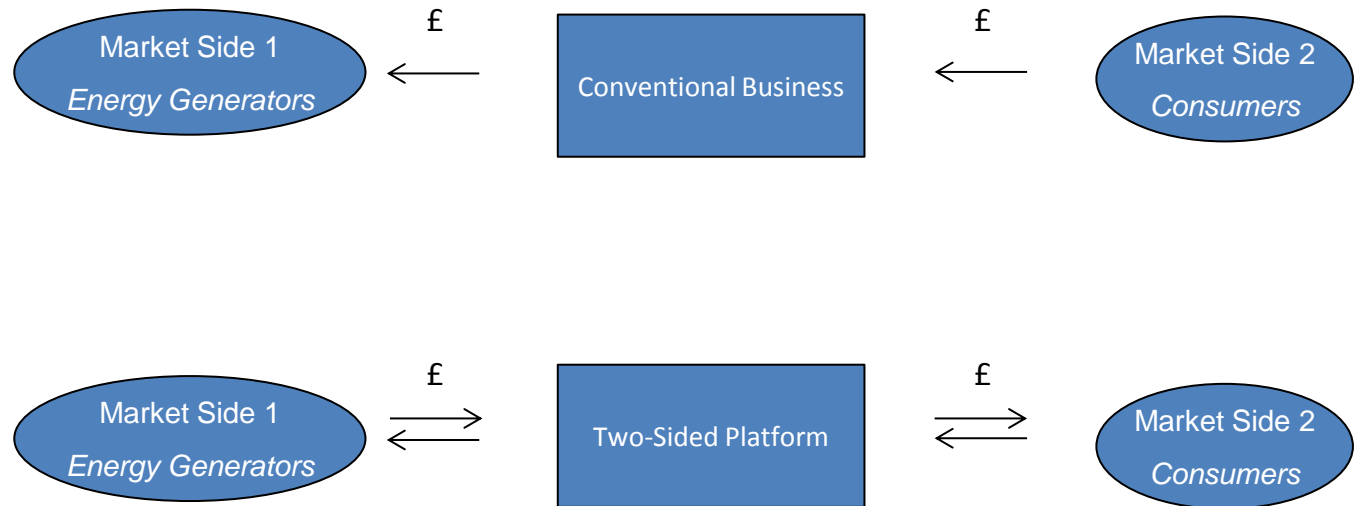 £
£
Market Side 1
Energy Generators
Conventional Business
Market Side 2
Consumers
£
£
Market Side 1
Energy Generators
Two-Sided Platform
Market Side 2
Consumers